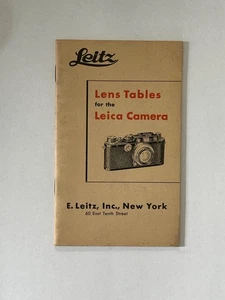 Leitz
Lens Tables
for the
Leica Camera
E. Leitz, Inc., New York
60 East Tenth Street